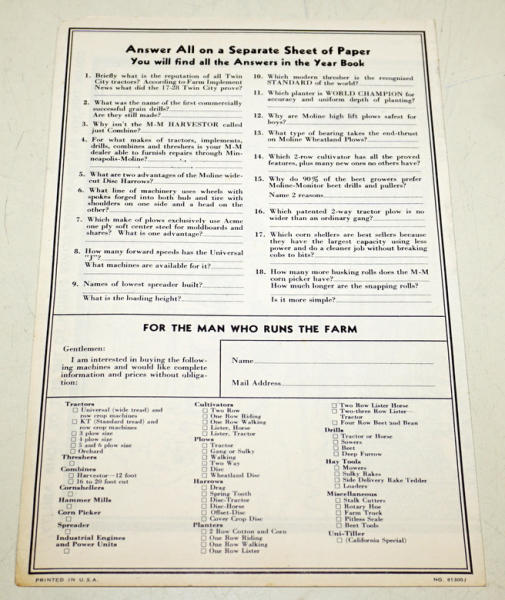 Answer All on a Separate Sheet of Paper
You will find all the Answers in the Year Book
1. Briefly what is the reputation of all Twin
City tractors? According to Farm Implement
News what did the 17-28 Twin City prove?
2. What was the name of the first commercially
successful grain drills?
Are they still made?
3. Why isn't the M-M HARVESTOR called
just Combine?
4. For what makes of tractors, implements,
drills, combines and threshers is your M-M
dealer able to furnish repairs through Min-
neapolis-Moline?
5. What are two advantages of the Moline wide-
cut Disc Harrows?
6. What line of machinery uses wheels with
spokes forged into both hub and tire with
shoulders on one side and a head on the
other?
7. Which make of plows exclusively use Acme
one ply soft center steel for moldboards and
shares? What is one advantage?
8. How many forward speeds has the Universal
"J"?
What machines are available for it?
9. Names of lowest spreader built?
What is the loading height?
10. Which modern thresher is the recognized
STANDARD of the world?
11. Which planter is WORLD CHAMPION for
accuracy and uniform depth of planting?
12. Why are Moline high lift plows safest for
boys?
13. What type of bearing takes the end-thrust
on Moline Wheatland Plows?
14. Which 2-row cultivator has all the proved
features, plus many new ones no others have?
15. Why do 90% of the beet growers prefer
Moline-Monitor beet drills and pullers?
Name 2 reasons
16. Which patented 2-way tractor plow is no
wider than an ordinary gang?
17. Which corn shellers are best sellers because
they have the largest capacity using less
power and do a cleaner job without breaking
cobs to bits?
18. How many more husking rolls does the M-M
corn picker have?
How much longer are the snapping rolls?
Is it more simple?
FOR THE MAN WHO RUNS THE FARM
Gentlemen:
I am interested in buying the follow-
ing machines and would like complete
information and prices without obliga-
tion:
Name
Mail Address
Tractors
Universal (wide tread) and
row crop machines
KT (Standard tread) and
row crop machines
3 plow size
4 plow size
5 and 6 plow size
Orchard
Threshers
Combines
Harvestor—12 foot
16 to 20 foot cut
Cornshellers
Hammer Mills
Corn Picker
Spreader
Industrial Engines
and Power Units
Cultivators
Two Row
One Row Riding
One Row Walking
Lister, Horse
Lister, Tractor
Plows
Tractor
Gang or Sulky
Walking
Two Way
Disc
Wheatland Disc
Harrows
Drag
Spring Tooth
Disc-Tractor
Disc-Horse
Offset-Disc
Cover Crop Disc
Planters
2 Row Cotton and Corn
One Row Riding
One Row Walking
One Row Lister
Two Row Lister Horse
Two-three Row Lister
Tractor
Four Row Beet and Bean
Drills
Tractor or Horse
Sowers
Beet
Deep Furrow
Hay Tools
Mowers
Sulky Rakes
Side Delivery Rake Tedder
Loaders
Miscellaneous
Stalk Cutters
Rotary Hoe
Farm Truck
Pitless Scale
Beet Tools
Uni-Tiller
(California Special)
PRINTED IN U.S.A.
NO. 61300J